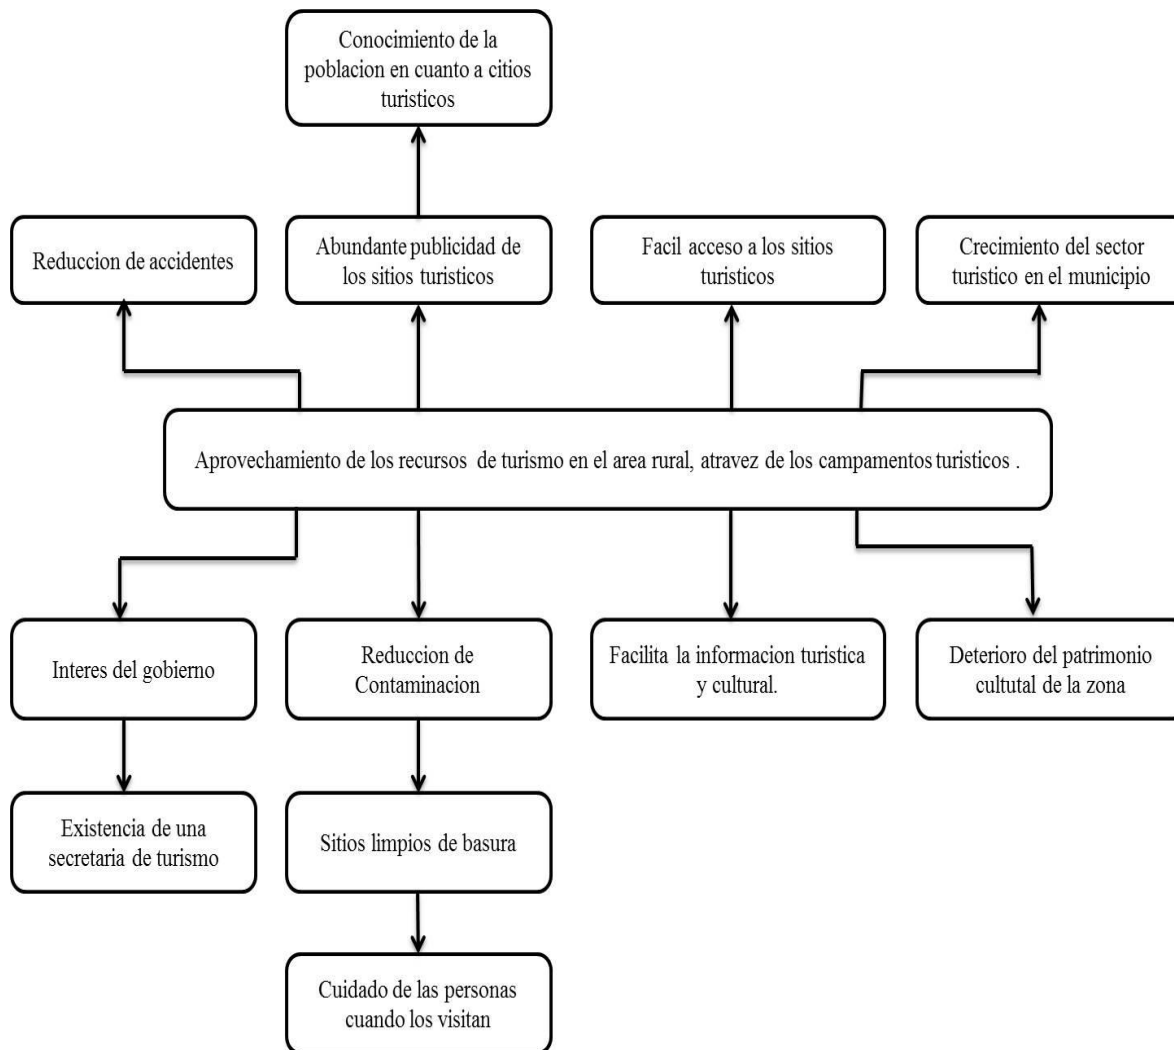 Conocimiento de la
poblacion en cuanto a citios
turisticos
Reduccion de accidentes
Abundante publicidad de
los sitios turisticos
Facil acceso a los sitios
turisticos
Crecimiento del sector
turistico en el municipio
Aprovechamiento de los recursos de turismo en el area rural, atravez de los campamentos turisticos .
Interes del gobierno
Reduccion de
Contaminacion
Facilita la informacion turistica
y cultural.
Deterioro del patrimonio
cultutal de la zona
Existencia de una
secretaria de turismo
Sitios limpios de basura
Cuidado de las personas
cuando los visitan